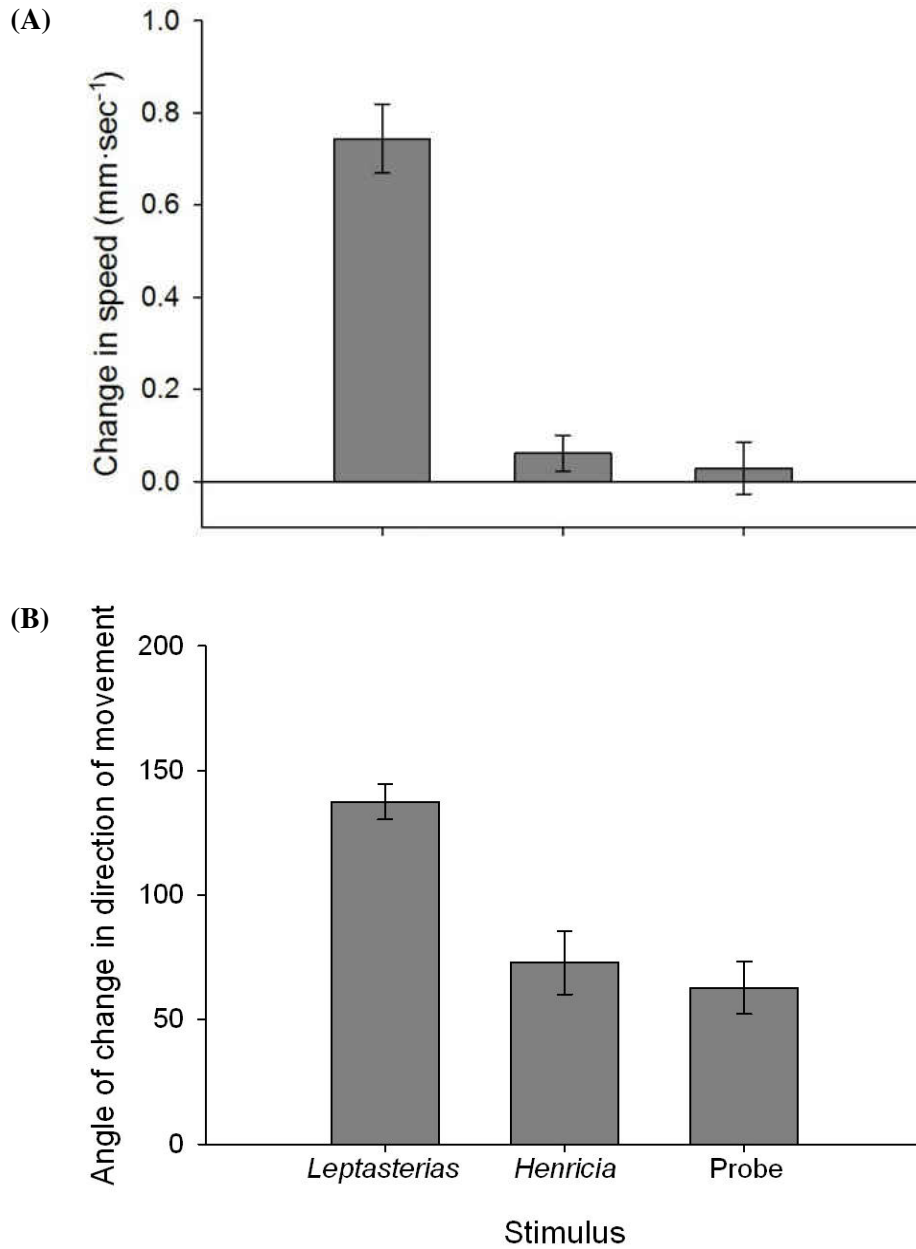 (A)
Change in speed (mm·sec⁻¹)
1.0
0.8
0.6
0.4
0.2
0.0
(B)
Angle of change in direction of movement
200
150
100
50
0
Leptasterias Henricia Probe
Stimulus